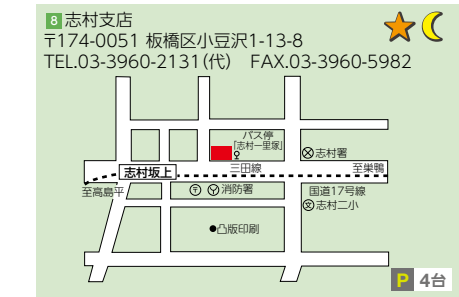 8 志村支店
〒174-0051 板橋区小豆沢1-13-8
TEL.03-3960-2131(代) FAX.03-3960-5982
バス停
「志村一里塚」
志村署
志村坂上
三田線
至巣鴨
至高島平
〒
消防署
国道17号線
文 志村二小
●凸版印刷
P 4台